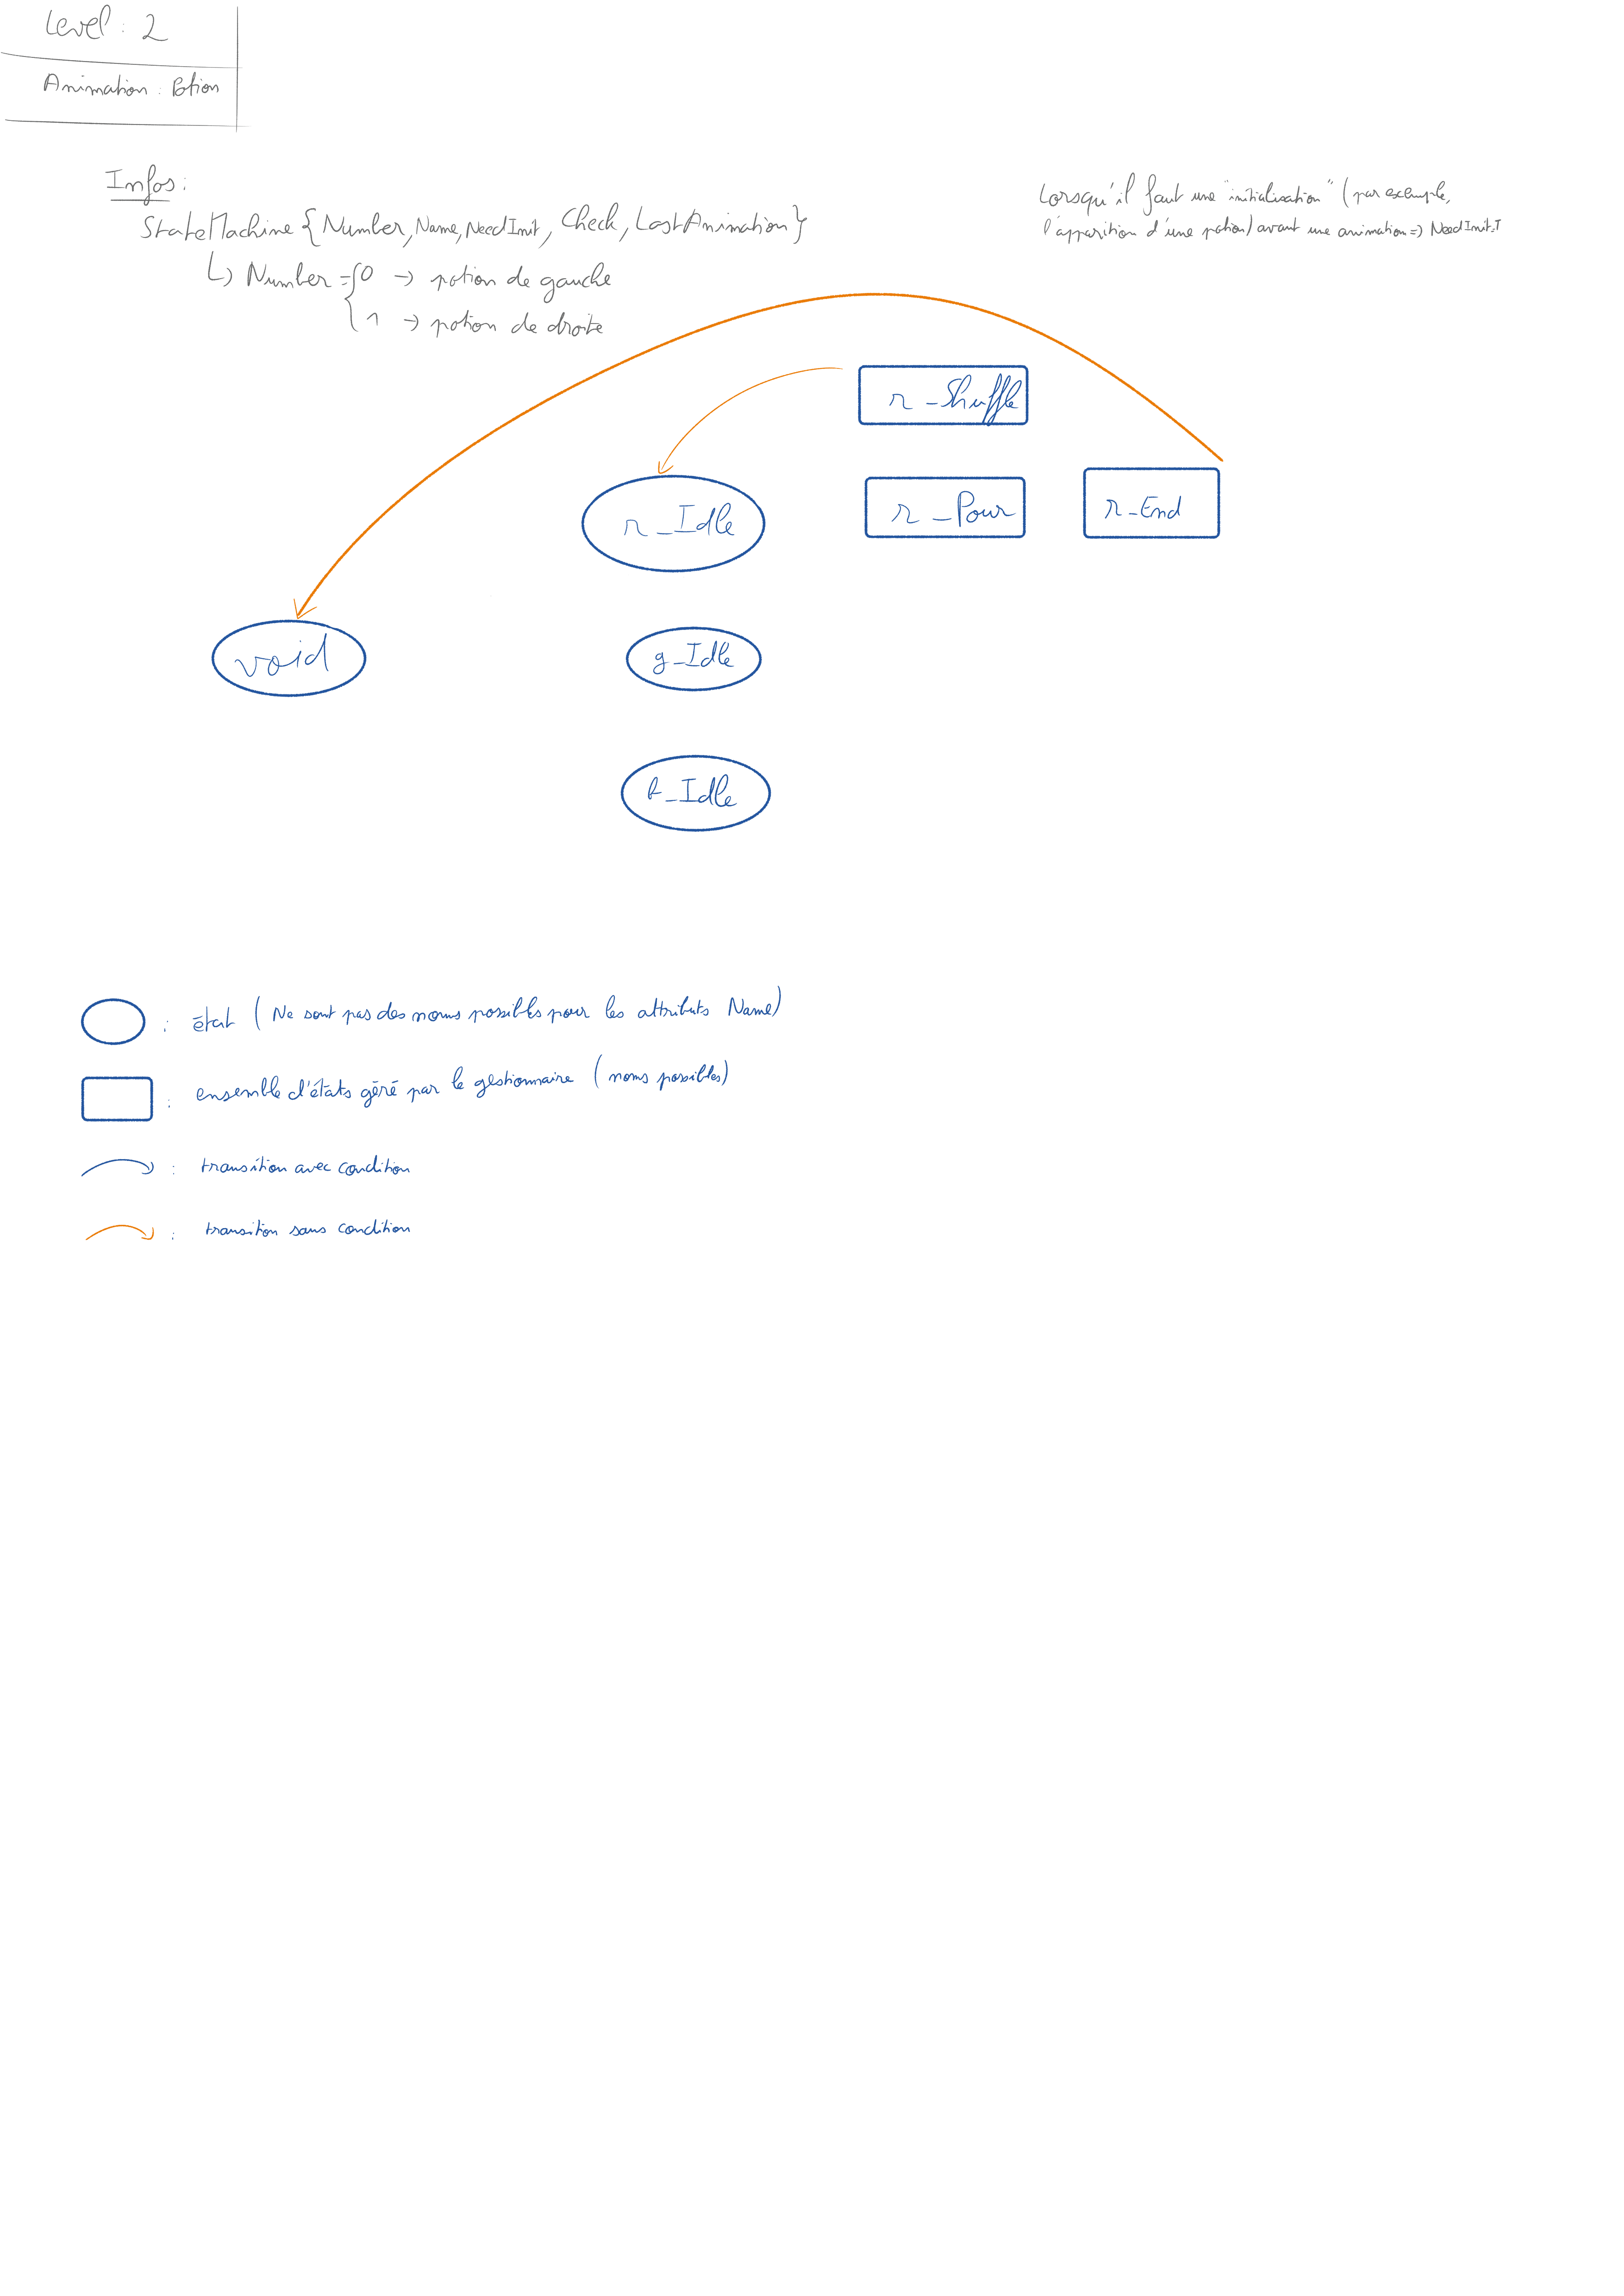 Level : 2
Animation : Potion
Infos :
StateMachine {Number, Name, NeedInit, Check, LastAnimation}
↳ Number = { 0 → potion de gauche
1 → potion de droite
Lorsqu'il faut une "initialisation" (par exemple,
l'apparition d'une potion) avant une animation => NeedInit=T
r_Shuffle
r_Idle
r_Pour
r_End
void
g_Idle
b_Idle
: état (Ne sont pas des noms possibles pour les attributs Name)
: ensemble d'états géré par le gestionnaire (noms possibles)
: transition avec condition
: transition sans condition